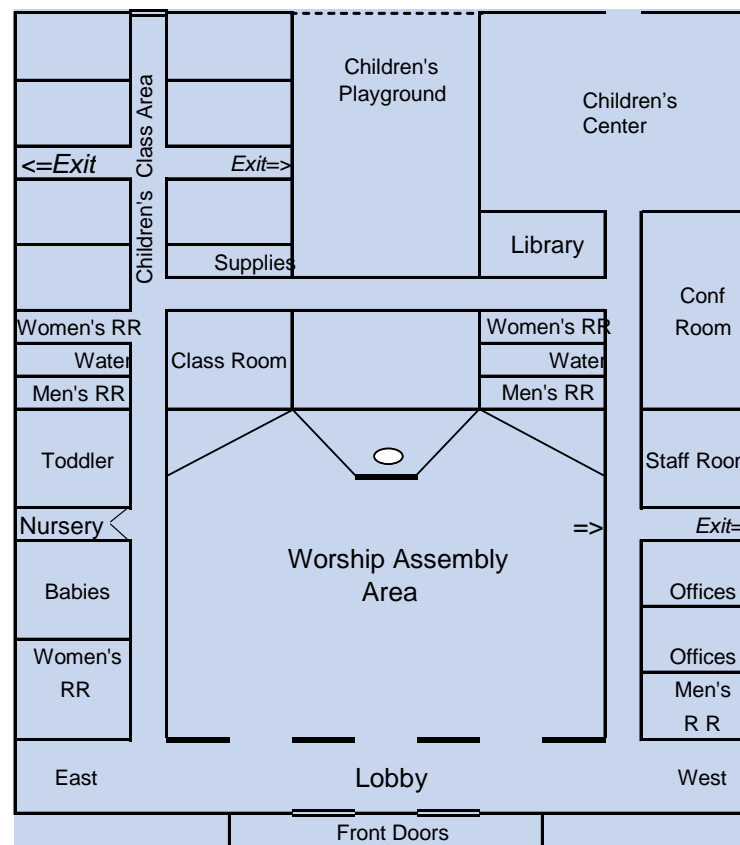 Children's
Playground
Children's
Center
Children's Class Area
<=Exit
Exit=>
Supplies
Library
Conf
Room
Women's RR
Water
Men's RR
Class Room
Women's RR
Water
Men's RR
Toddler
Staff Room
Nursery
=>
Exit=
Worship Assembly
Area
Babies
Offices
Women's
RR
Offices
Men's
R R
East
Lobby
West
Front Doors